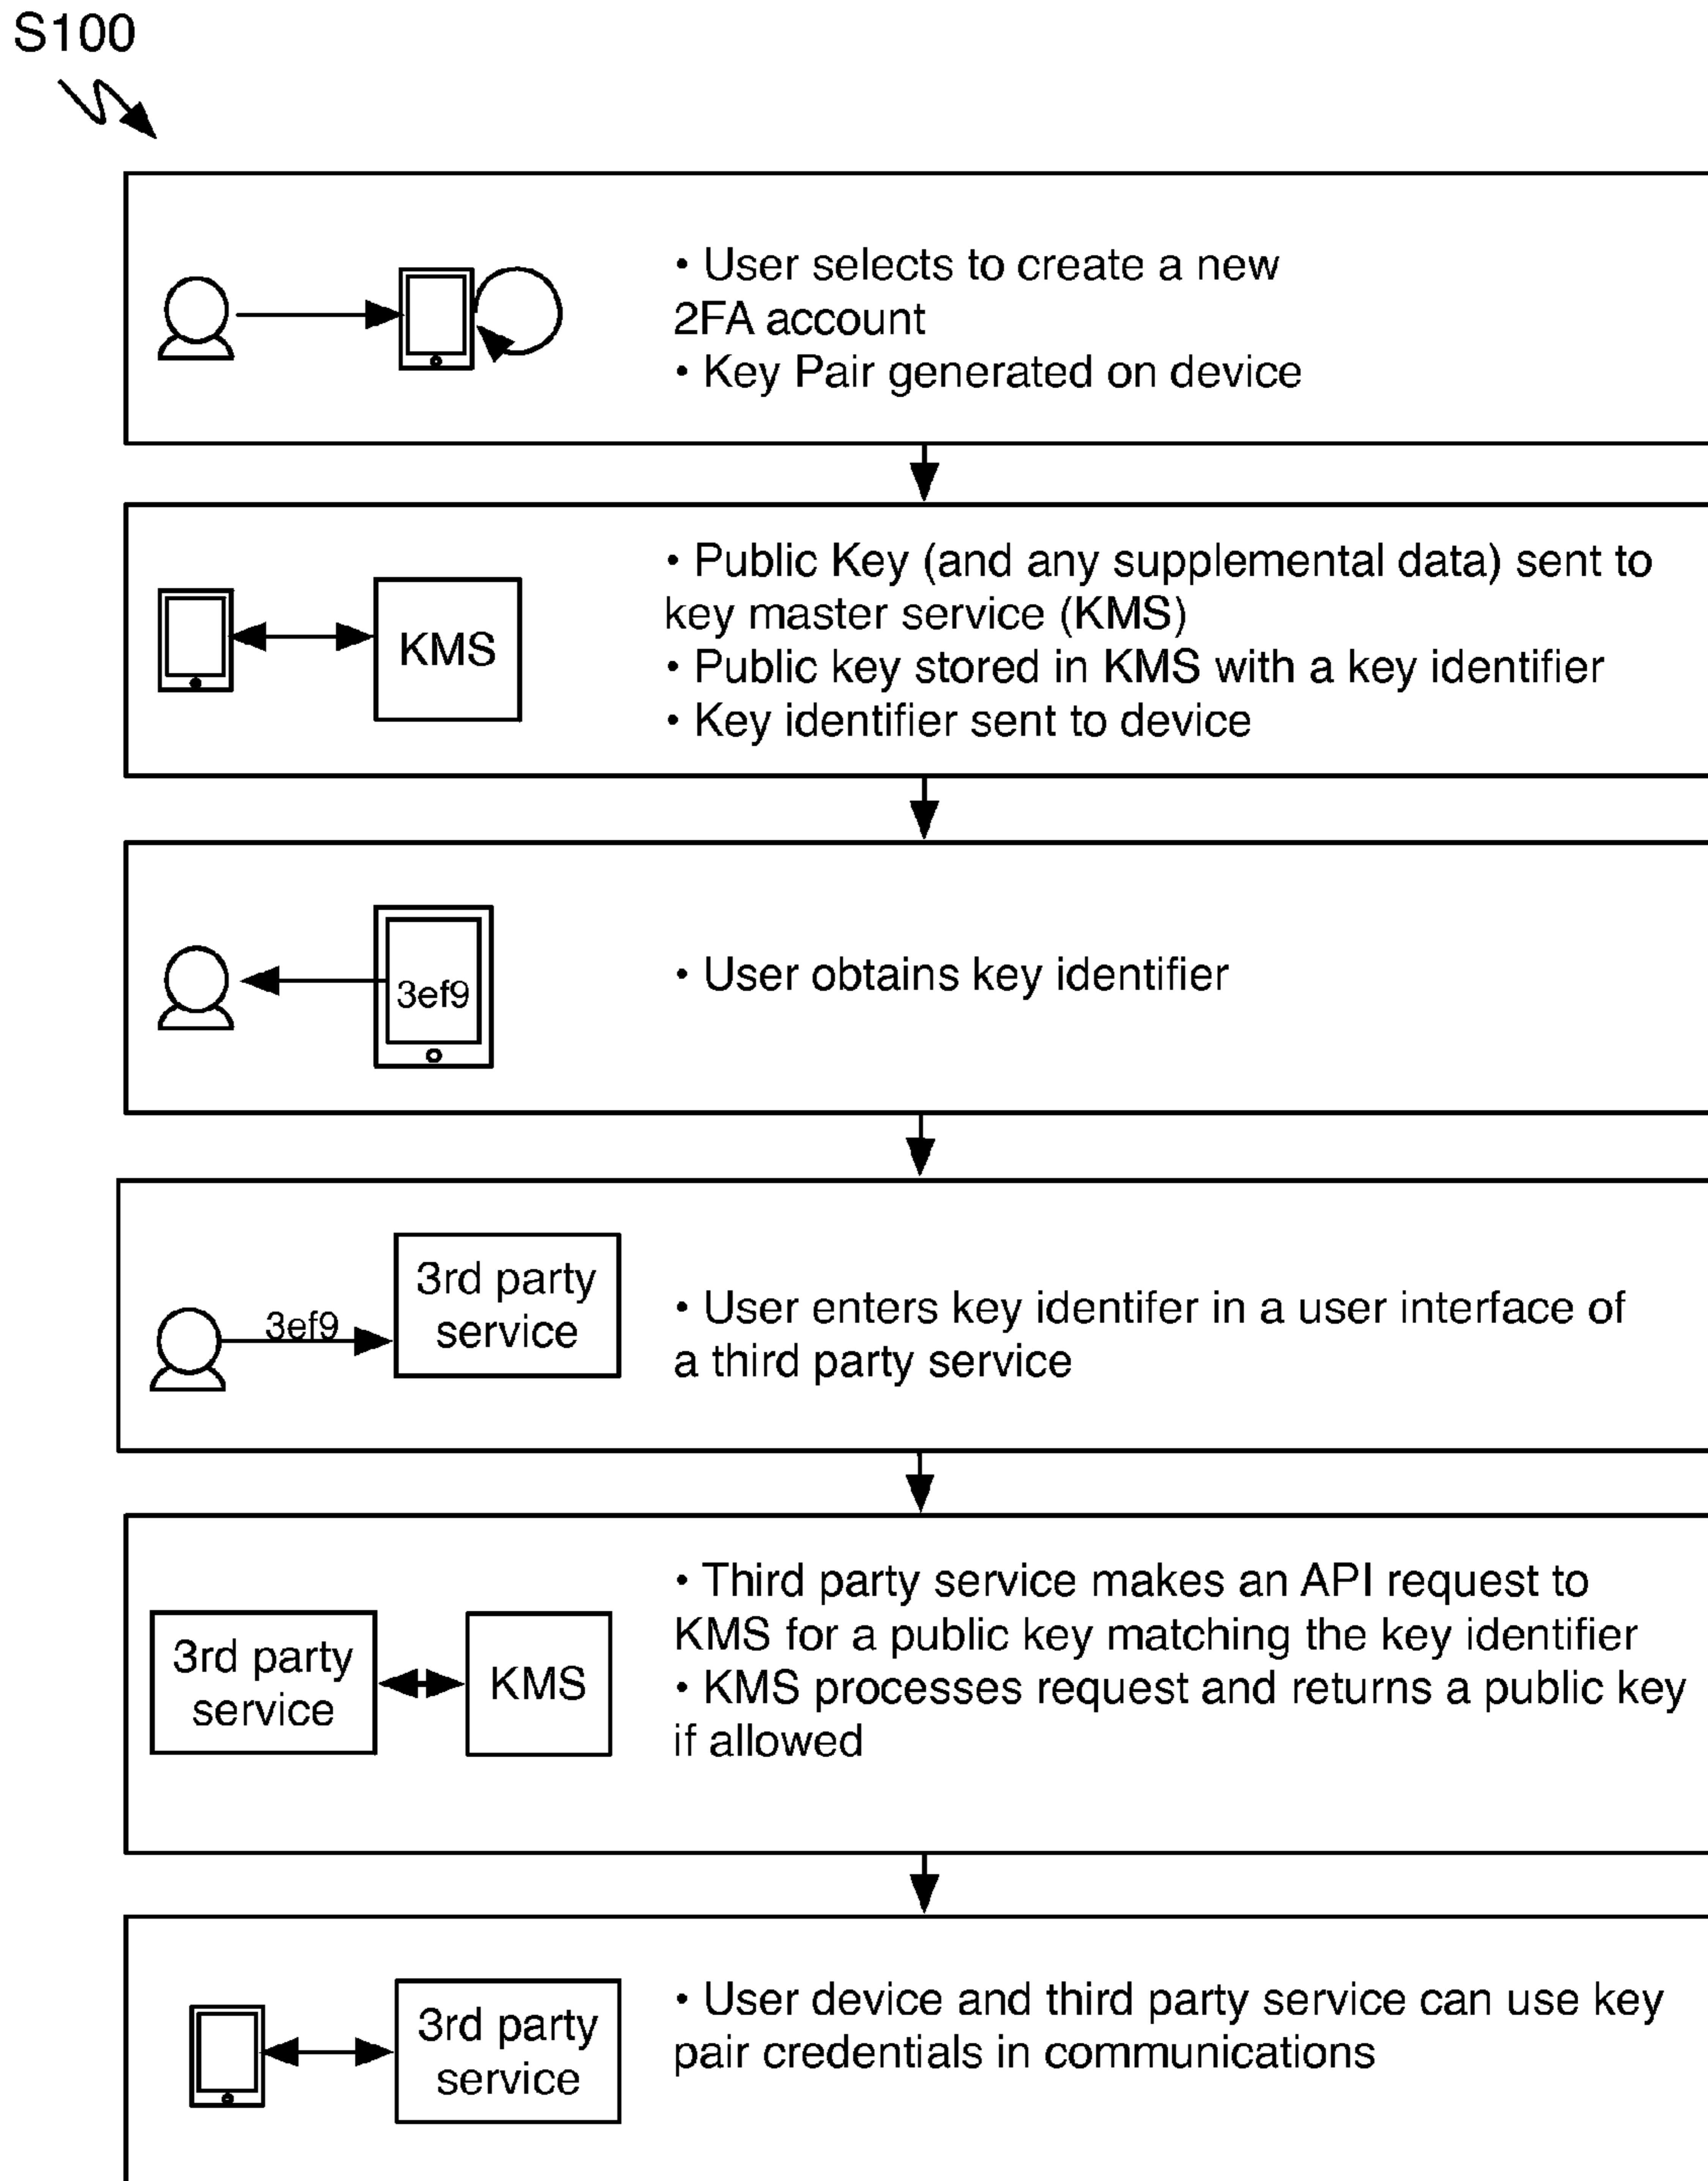 S100
• User selects to create a new
2FA account
• Key Pair generated on device
KMS
• Public Key (and any supplemental data) sent to
key master service (KMS)
• Public key stored in KMS with a key identifier
• Key identifier sent to device
3ef9
• User obtains key identifier
3ef9
3rd party
service
• User enters key identifer in a user interface of
a third party service
3rd party
service
KMS
• Third party service makes an API request to
KMS for a public key matching the key identifier
• KMS processes request and returns a public key
if allowed
3rd party
service
• User device and third party service can use key
pair credentials in communications